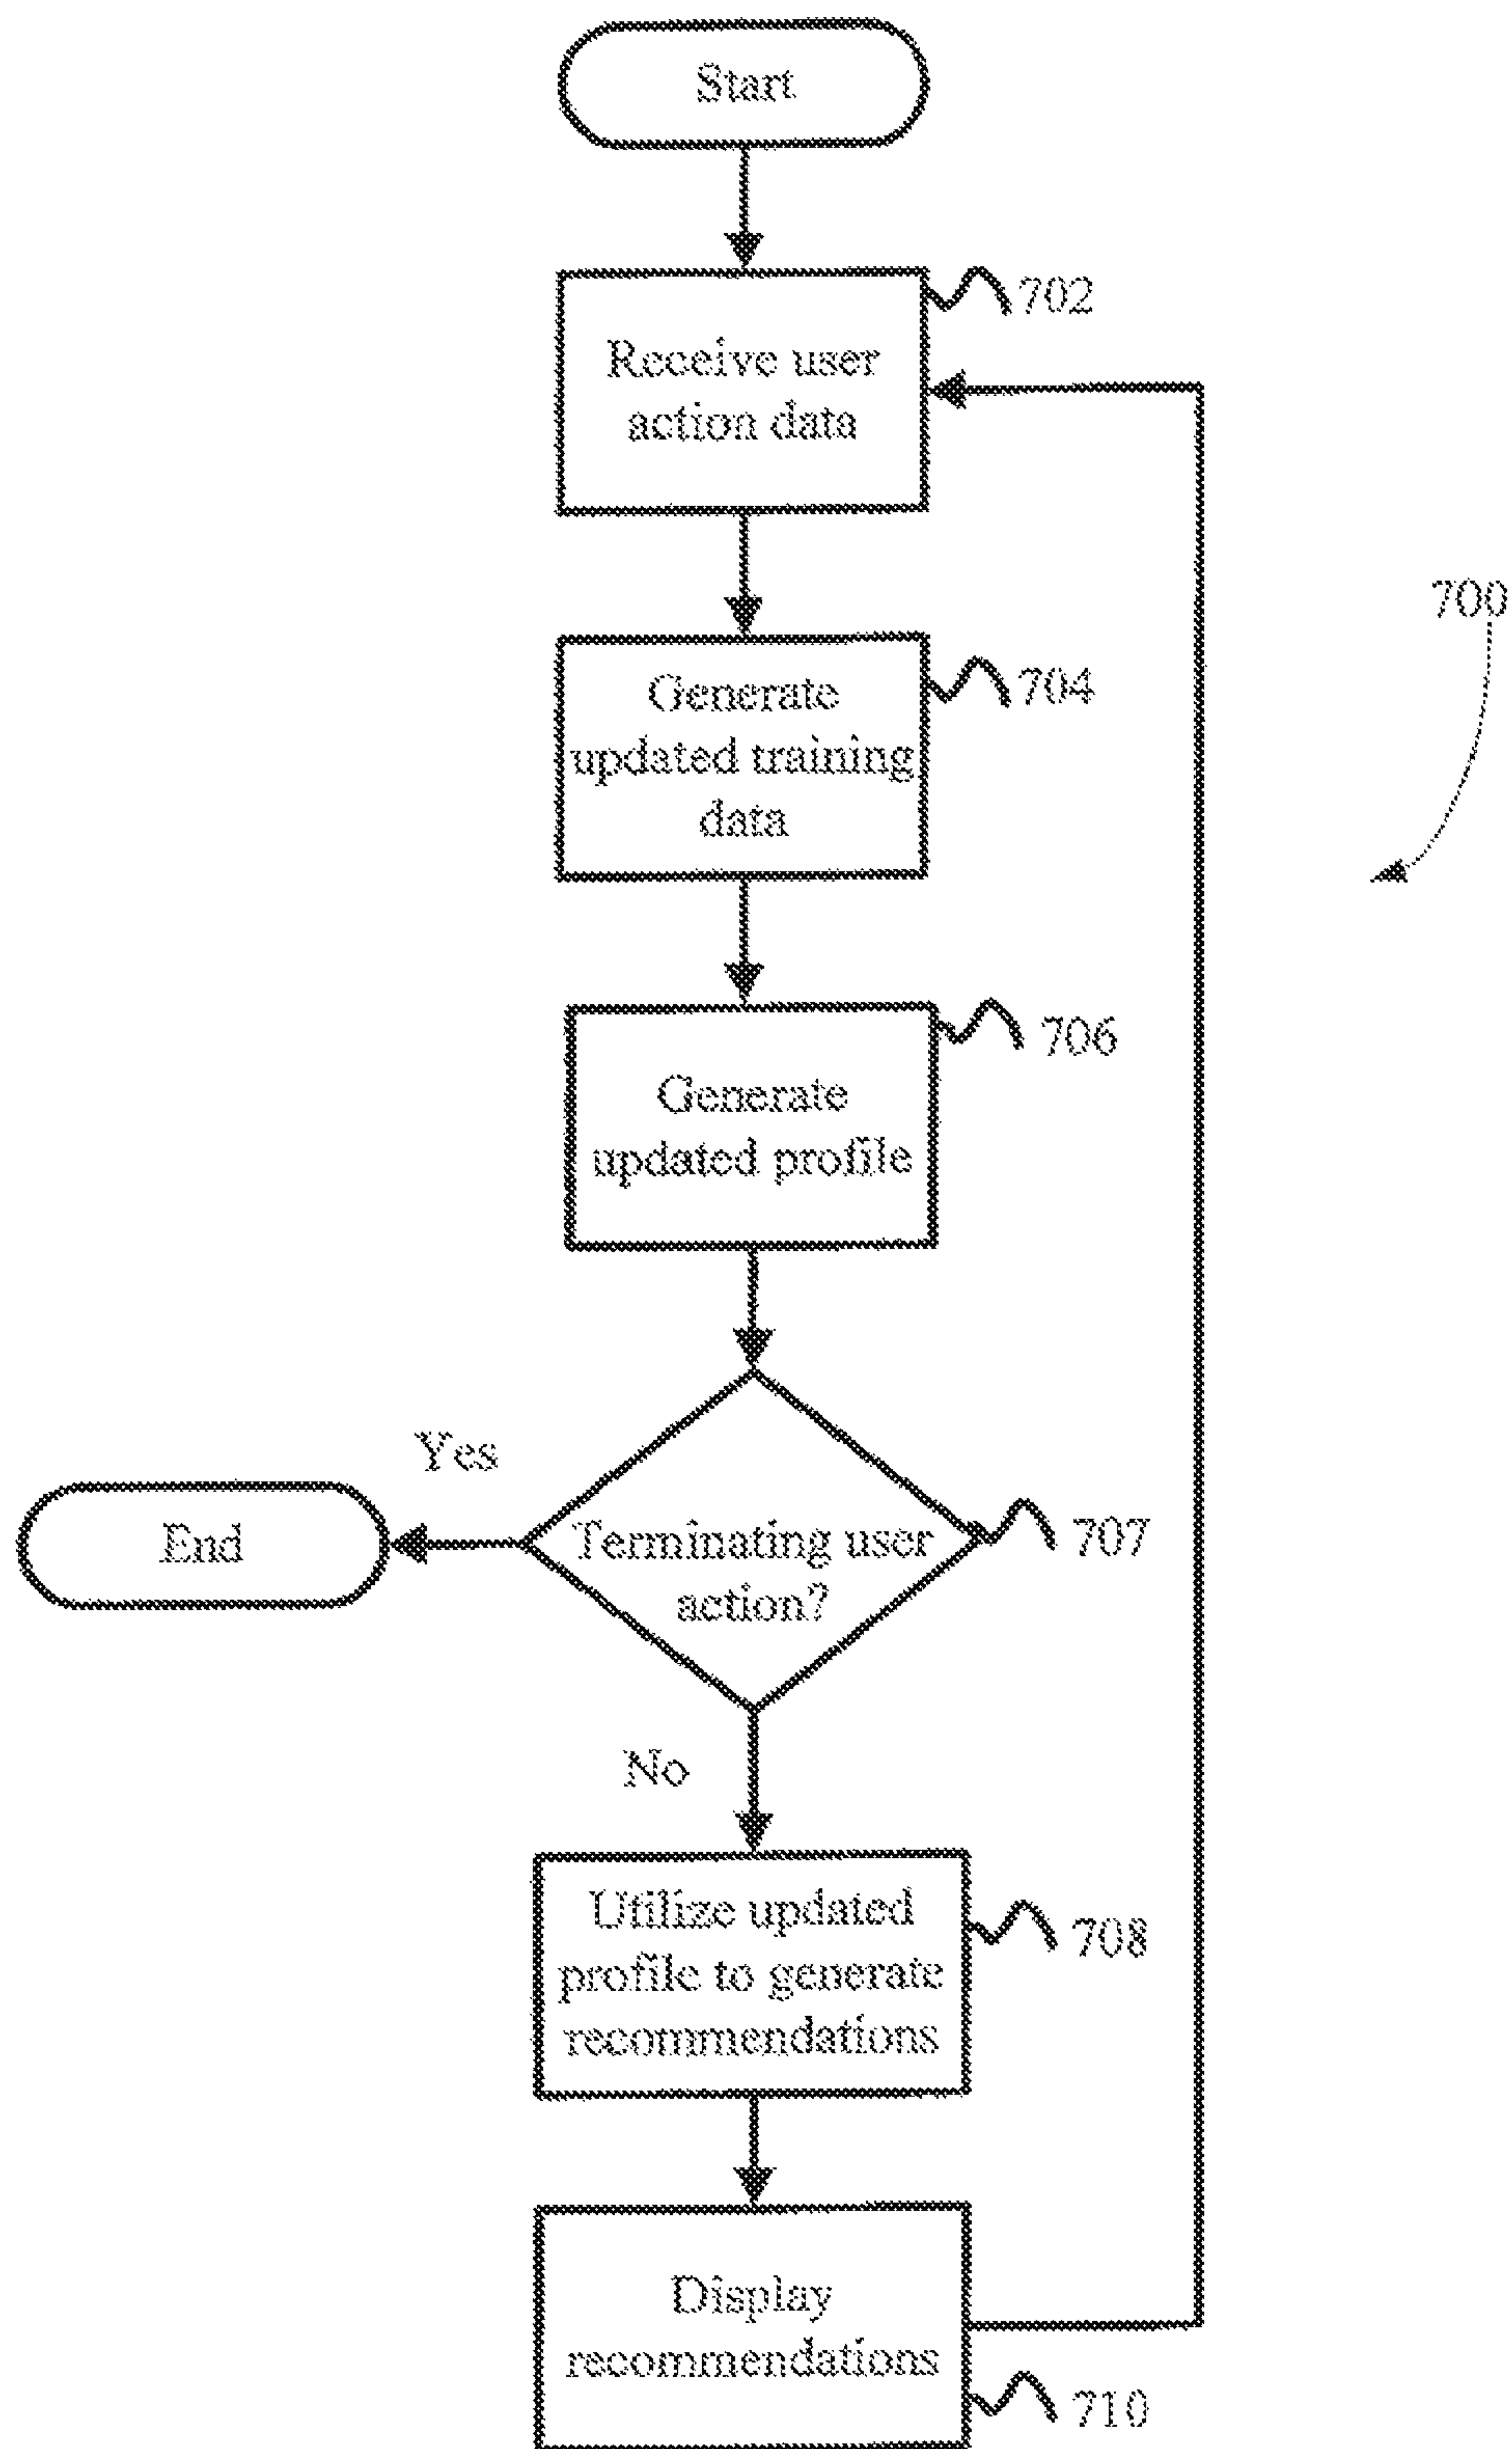 Start
702
Receive user
action data
700
704
Generate
updated training
data
706
Generate
updated profile
Yes
End
Terminating user
action?
707
No
Utilize updated
profile to generate
recommendations
708
Display
recommendations
710